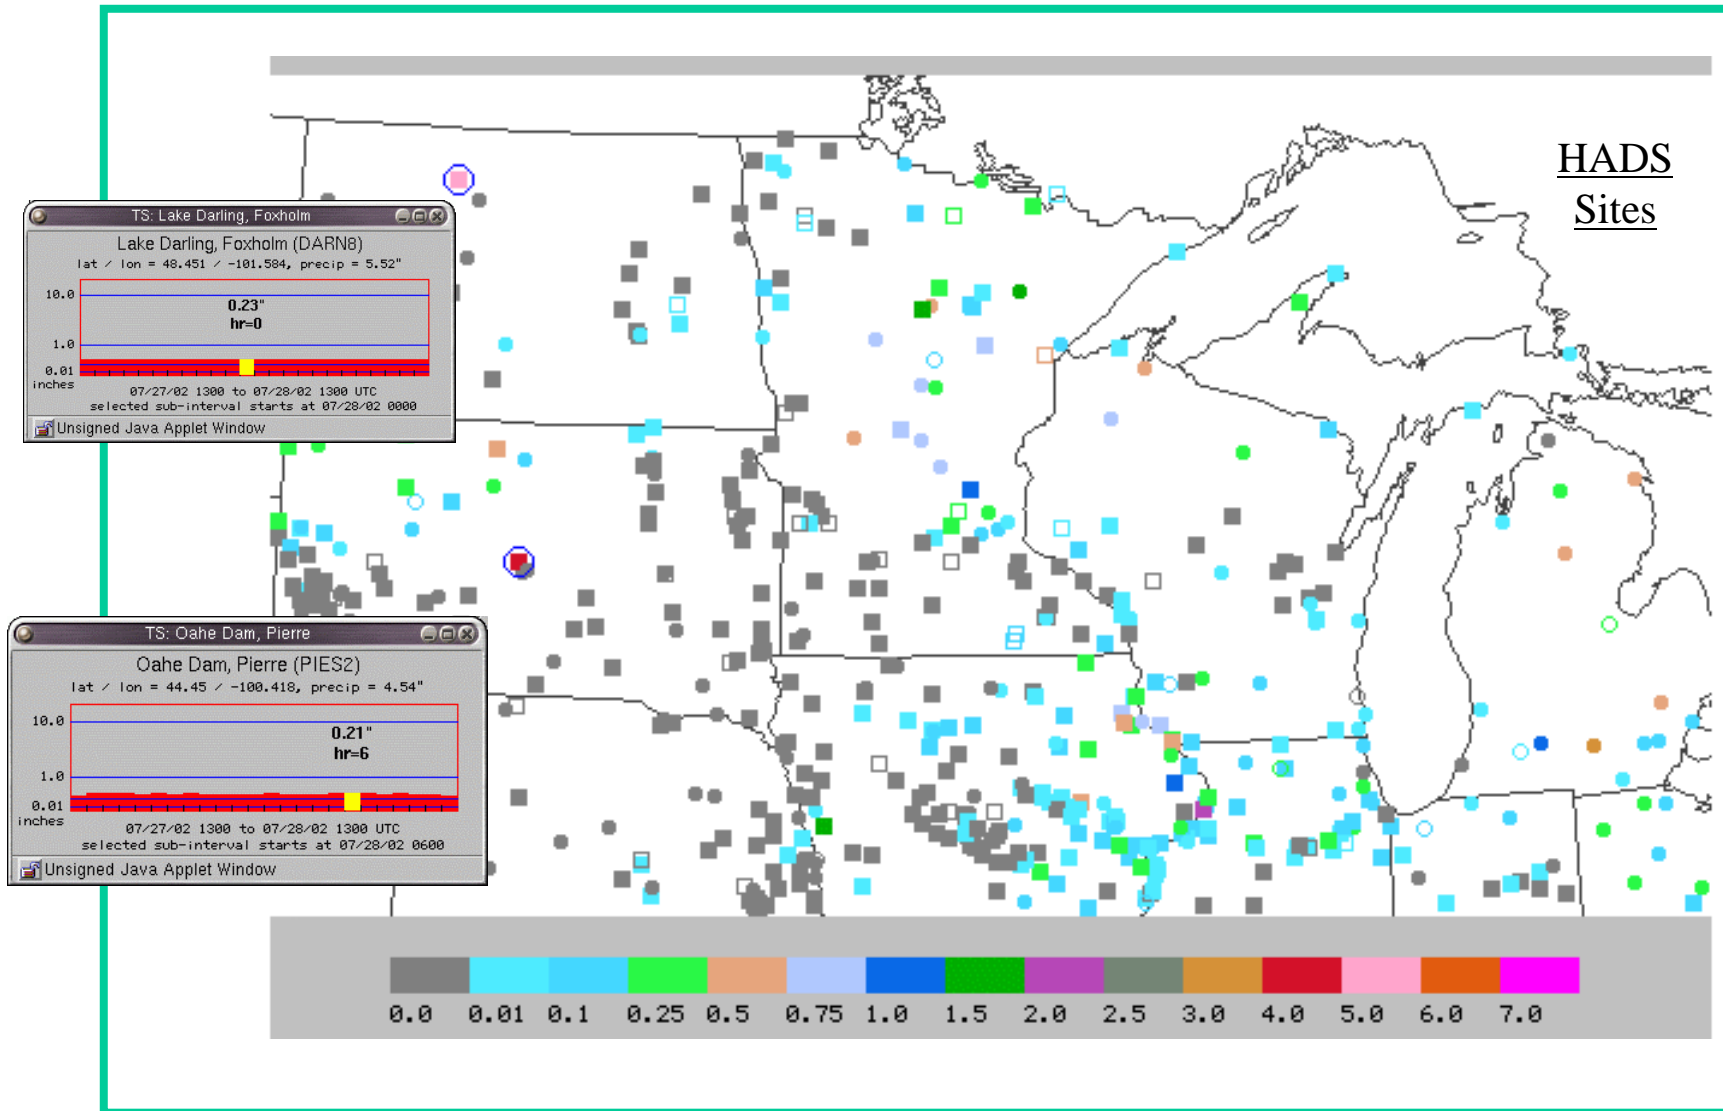 HADS
Sites
TS: Lake Darling, Foxholm
Lake Darling, Foxholm (DARN8)
lat / lon = 48.451 / -101.584, precip = 5.52"
10.0
0.23"
hr=0
1.0
0.01
inches
07/27/02 1300 to 07/28/02 1300 UTC
selected sub-interval starts at 07/28/02 0000
Unsigned Java Applet Window
TS: Oahe Dam, Pierre
Oahe Dam, Pierre (PIES2)
lat / lon = 44.45 / -100.418, precip = 4.54"
10.0
0.21"
hr=6
1.0
0.01
inches
07/27/02 1300 to 07/28/02 1300 UTC
selected sub-interval starts at 07/28/02 0600
Unsigned Java Applet Window
0.0 0.01 0.1 0.25 0.5 0.75 1.0 1.5 2.0 2.5 3.0 4.0 5.0 6.0 7.0